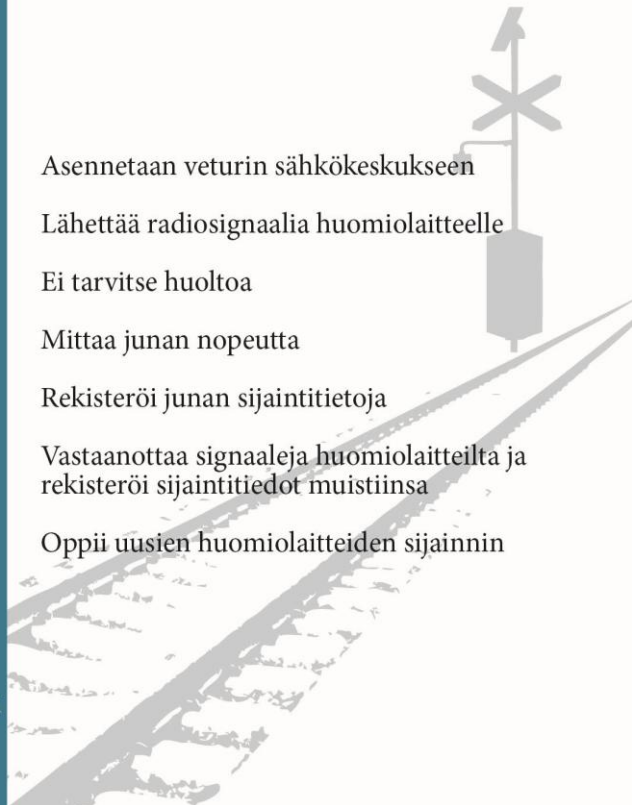 Asennetaan veturin sähkökeskukseen
Lähettää radiosignaalia huomiolaitteelle
Ei tarvitse huoltoa
Mittaa junan nopeutta
Rekisteröi junan sijaintitietoja
Vastaanottaa signaaleja huomiolaitteilta ja
rekisteröi sijaintitiedot muistiinsa
Oppii uusien huomiolaitteiden sijainnin